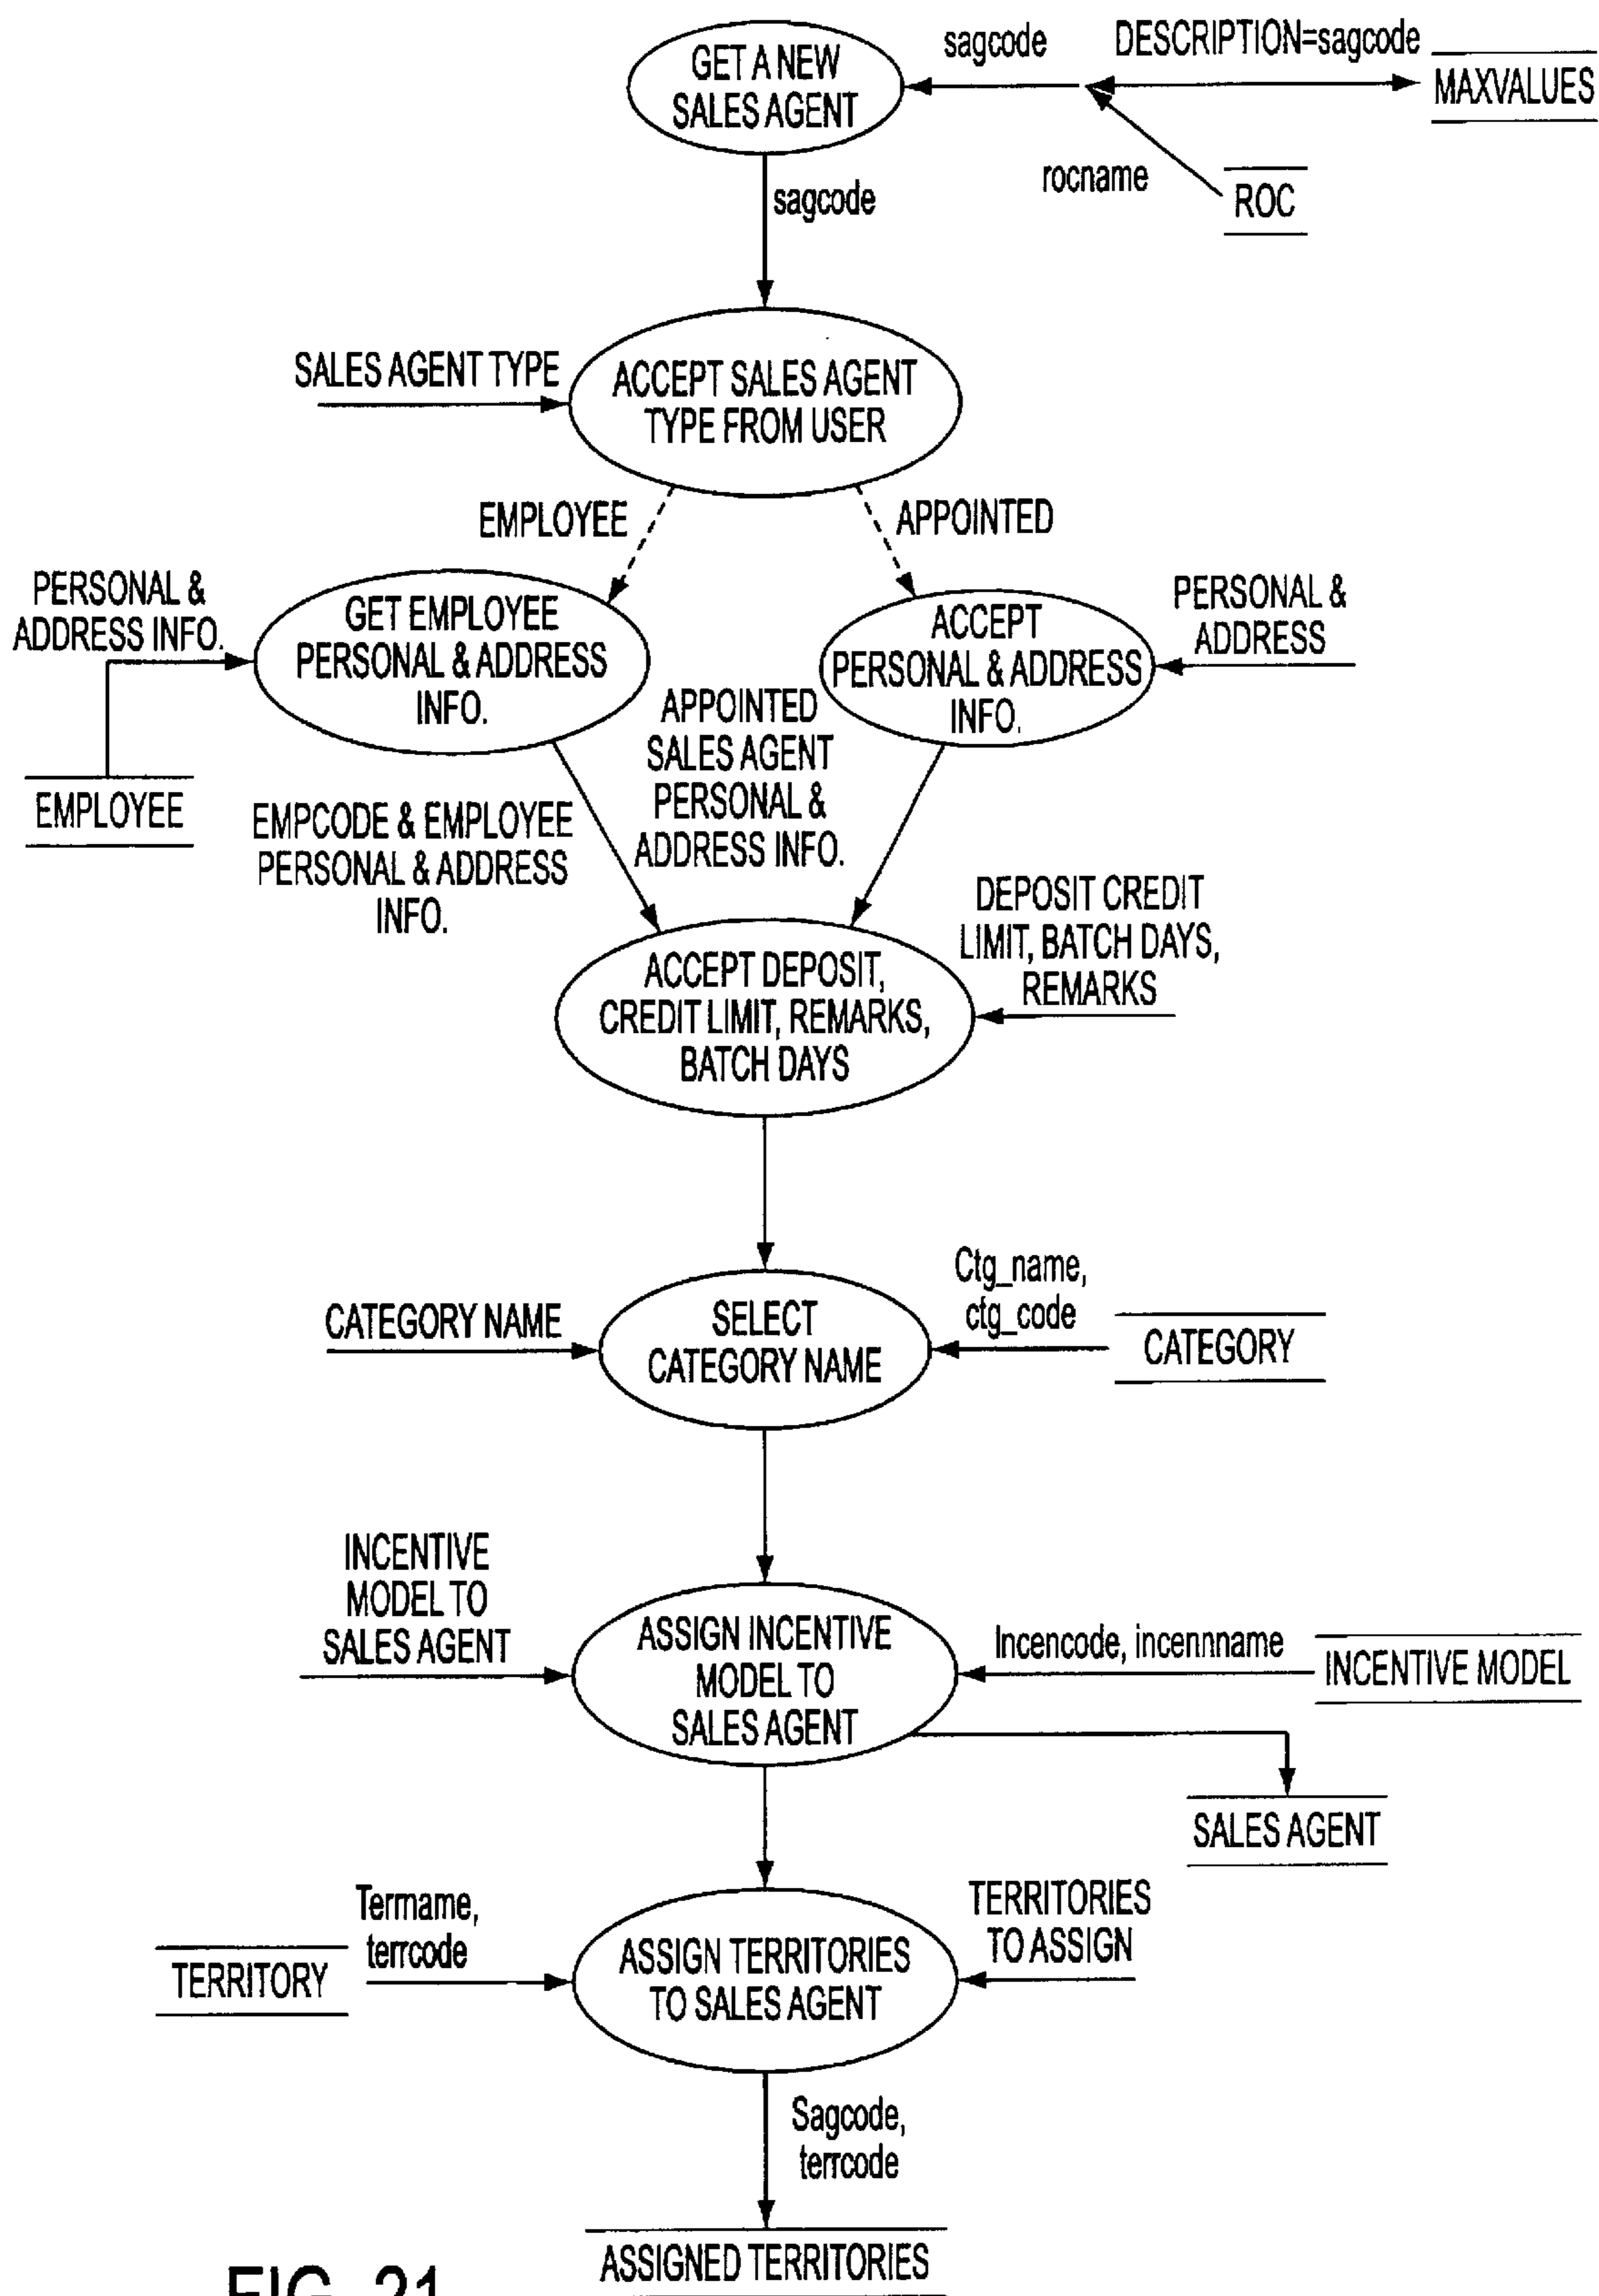 GET A NEW
SALES AGENT
sagcode
DESCRIPTION=sagcode
MAXVALUES
rocname
ROC
sagcode
SALES AGENT TYPE
ACCEPT SALES AGENT
TYPE FROM USER
EMPLOYEE
APPOINTED
PERSONAL &
ADDRESS INFO.
GET EMPLOYEE
PERSONAL & ADDRESS
INFO.
ACCEPT
PERSONAL & ADDRESS
INFO.
PERSONAL &
ADDRESS
EMPLOYEE
EMPCODE & EMPLOYEE
PERSONAL & ADDRESS
INFO.
APPOINTED
SALES AGENT
PERSONAL &
ADDRESS INFO.
ACCEPT DEPOSIT,
CREDIT LIMIT, REMARKS,
BATCH DAYS
DEPOSIT CREDIT
LIMIT, BATCH DAYS,
REMARKS
CATEGORY NAME
SELECT
CATEGORY NAME
Ctg_name,
ctg_code
CATEGORY
INCENTIVE
MODEL TO
SALES AGENT
ASSIGN INCENTIVE
MODEL TO
SALES AGENT
Incencode, incennname
INCENTIVE MODEL
SALES AGENT
TERRITORY
Terrname,
terrcode
ASSIGN TERRITORIES
TO SALES AGENT
TERRITORIES
TO ASSIGN
Sagcode,
terrcode
ASSIGNED TERRITORIES
FIG. 21